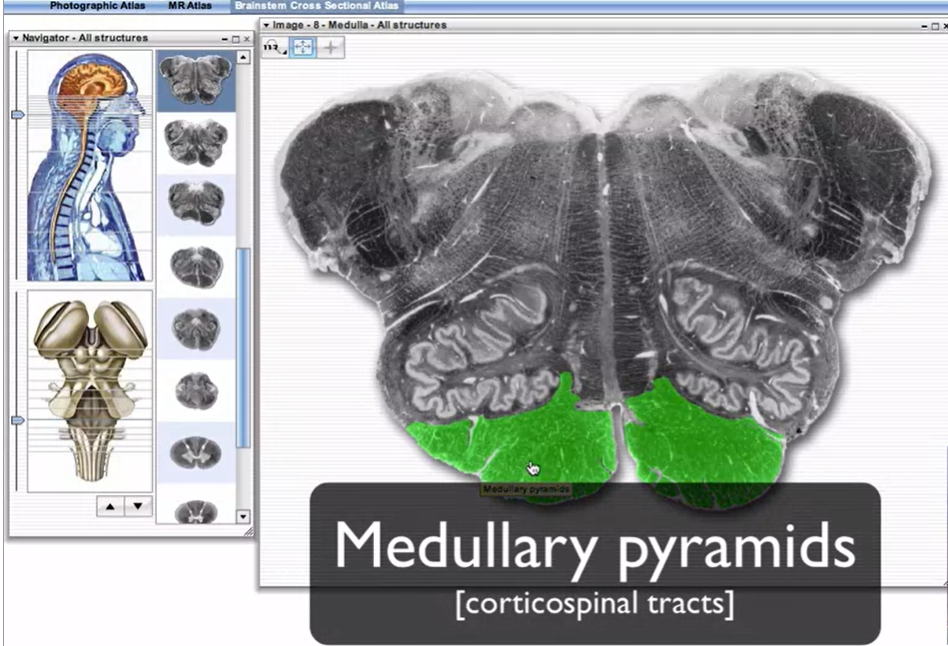 Photographic Atlas MR Atlas Brainstem Cross Sectional Atlas
Image - 8 - Medulla - All structures
Navigator - All structures
Medullary pyramids
Medullary pyramids
[corticospinal tracts]